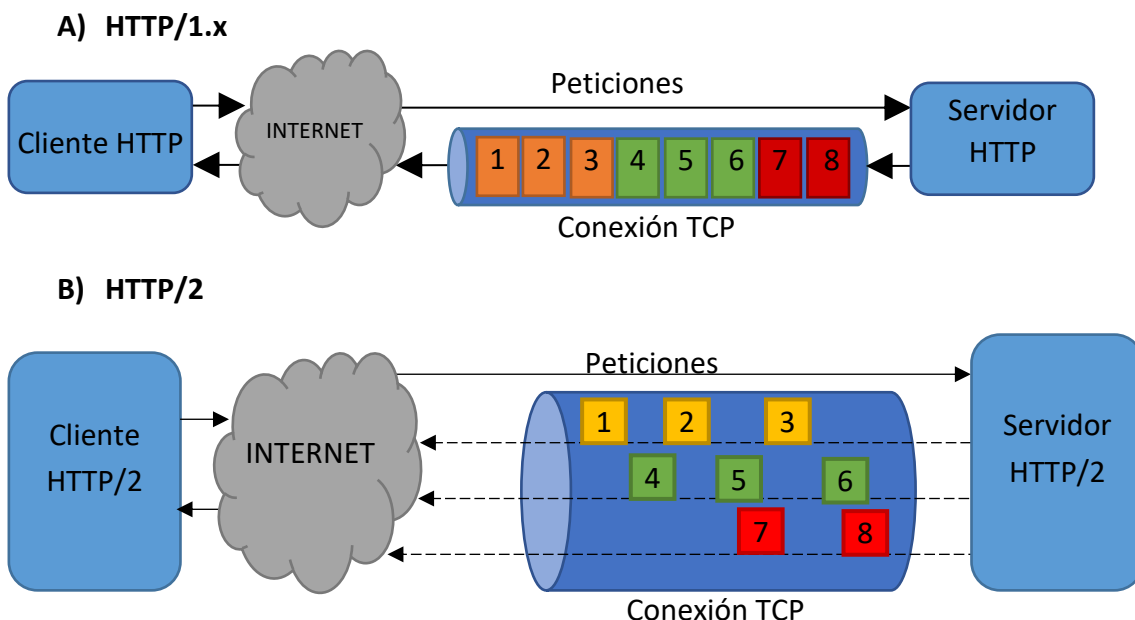 A) HTTP/1.x
Peticiones
Cliente HTTP
INTERNET
1 2 3 4 5 6 7 8
Servidor
HTTP
Conexión TCP
B) HTTP/2
Peticiones
Cliente
HTTP/2
INTERNET
1 2 3
4 5 6
7 8
Servidor
HTTP/2
Conexión TCP